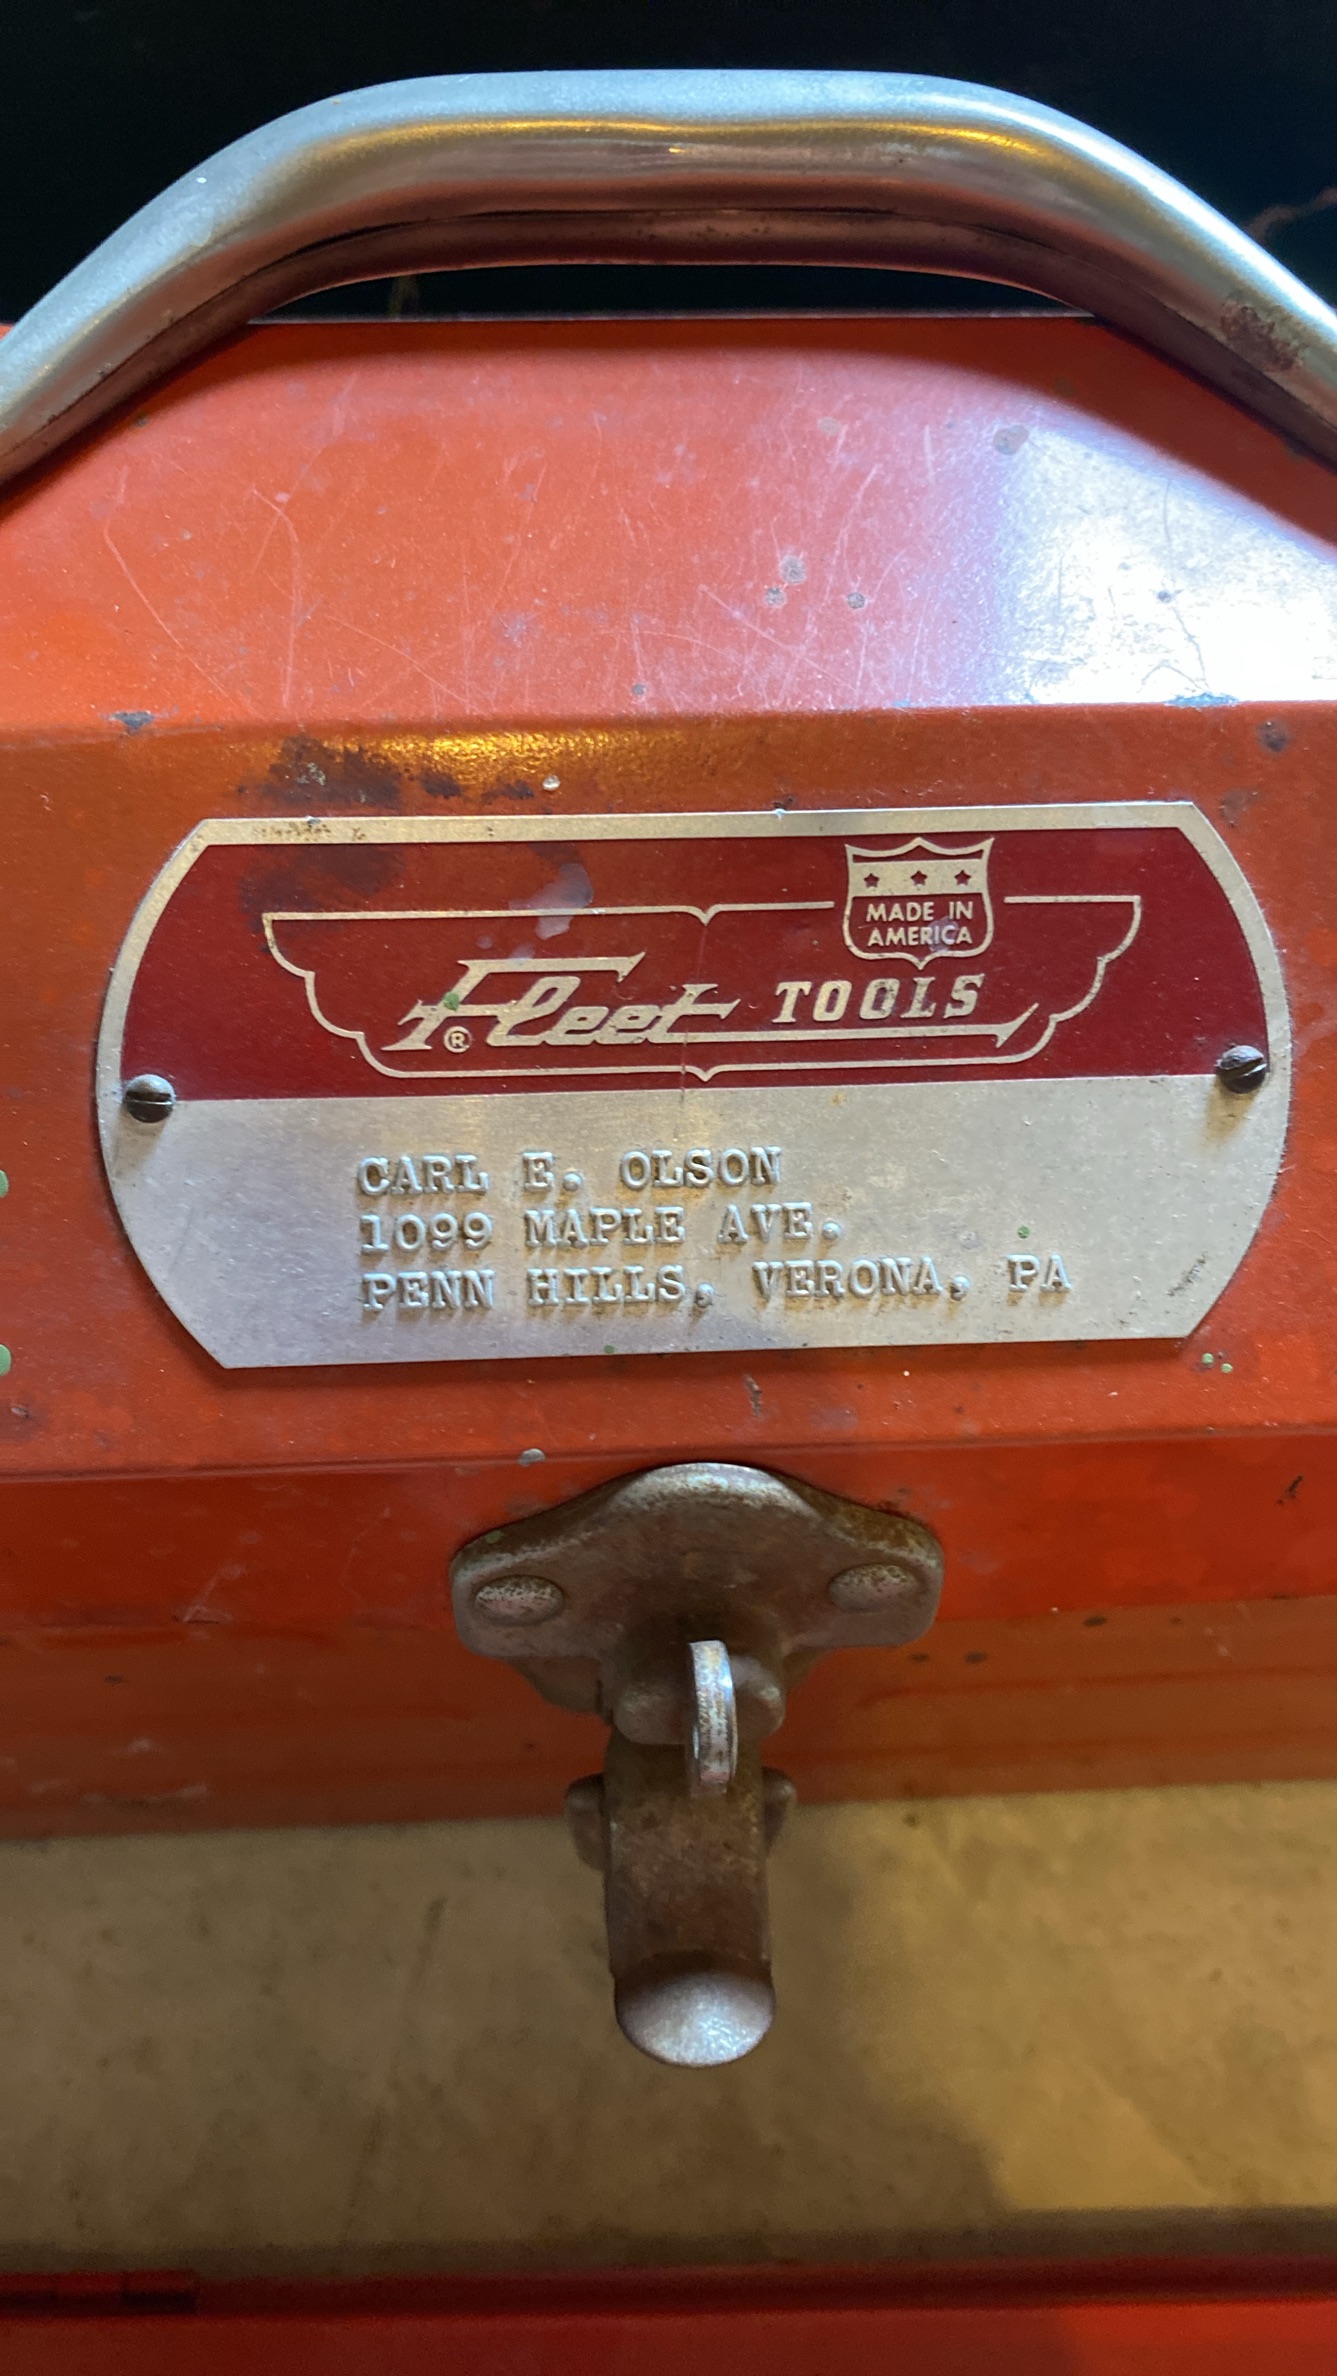 MADE IN
AMERICA
Fleet TOOLS
®
CARL E. OLSON
1099 MAPLE AVE.
PENN HILLS, VERONA, PA